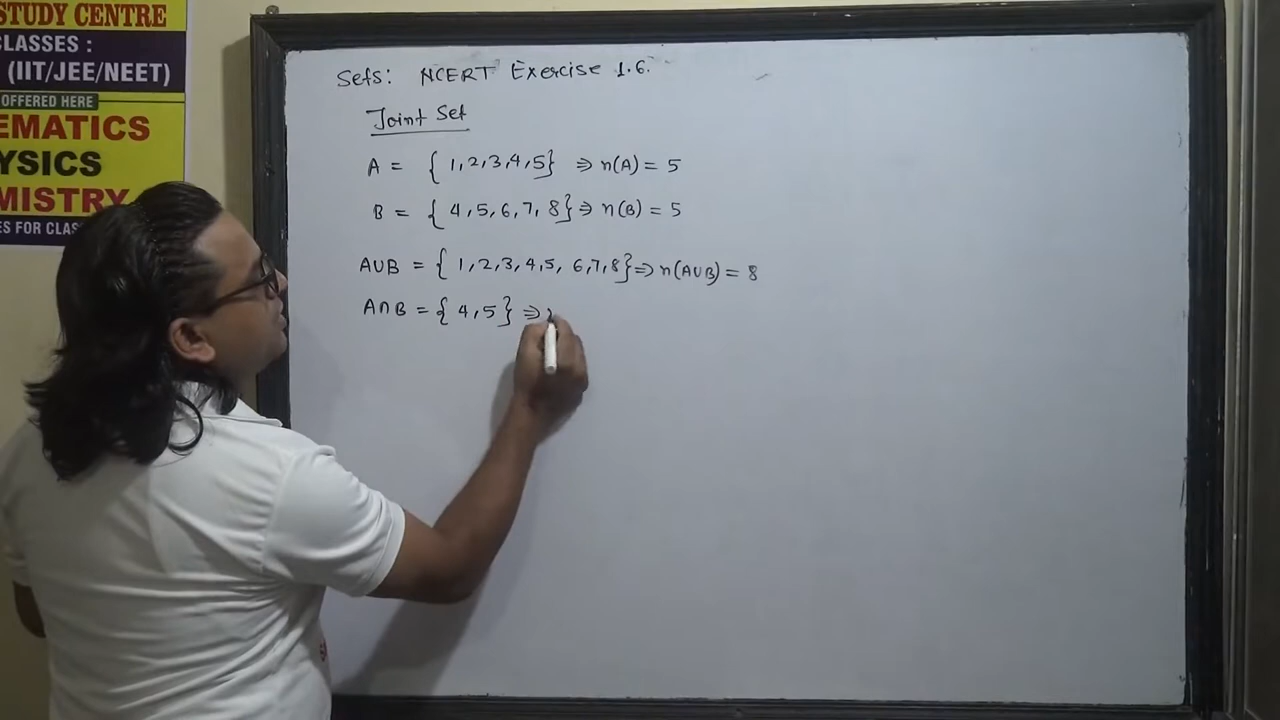 STUDY CENTRE
CLASSES :
(IIT/JEE/NEET)
OFFERED HERE
EMATICS
YSICS
MISTRY
ES FOR CLAS
Sets: NCERT Exercise 1.6.
Joint Set
A = { 1,2,3,4,5} ⇒ n(A) = 5
B = { 4,5,6,7,8} ⇒ n(B) = 5
A∪B = { 1,2,3,4,5, 6,7,8} ⇒ n(A∪B) = 8
A∩B = { 4,5} ⇒